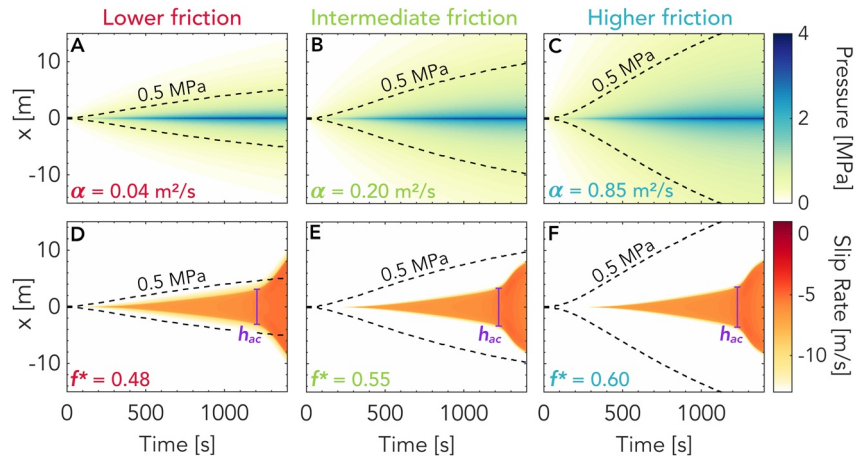 Lower friction
Intermediate friction
Higher friction
A
B
C
10
0
-10
x [m]
0.5 MPa
0.5 MPa
0.5 MPa
α = 0.04 m²/s
α = 0.20 m²/s
α = 0.85 m²/s
4
2
0
Pressure [MPa]
D
E
F
10
0
-10
x [m]
0.5 MPa
0.5 MPa
0.5 MPa
hac
hac
hac
f* = 0.48
f* = 0.55
f* = 0.60
0
-5
-10
Slip Rate [m/s]
0 500 1000
0 500 1000
0 500 1000
Time [s]
Time [s]
Time [s]